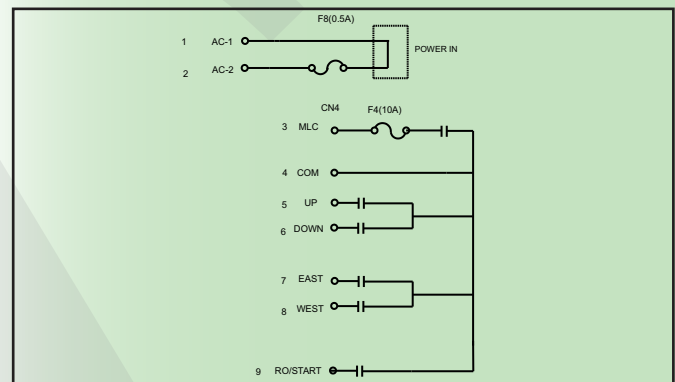 F8(0.5A)
1 AC-1
POWER IN
2 AC-2
CN4 F4(10A)
3 MLC
4 COM
5 UP
6 DOWN
7 EAST
8 WEST
9 RO/START